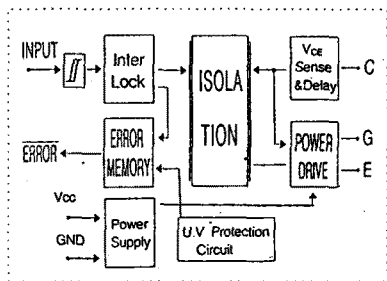 INPUT
Inter
Lock
ISOLA
TION
VCE
Sense
&Delay
C
ERROR
ERROR
MEMORY
POWER
DRIVE
G
E
Vcc
GND
Power
Supply
U.V Protection
Circuit